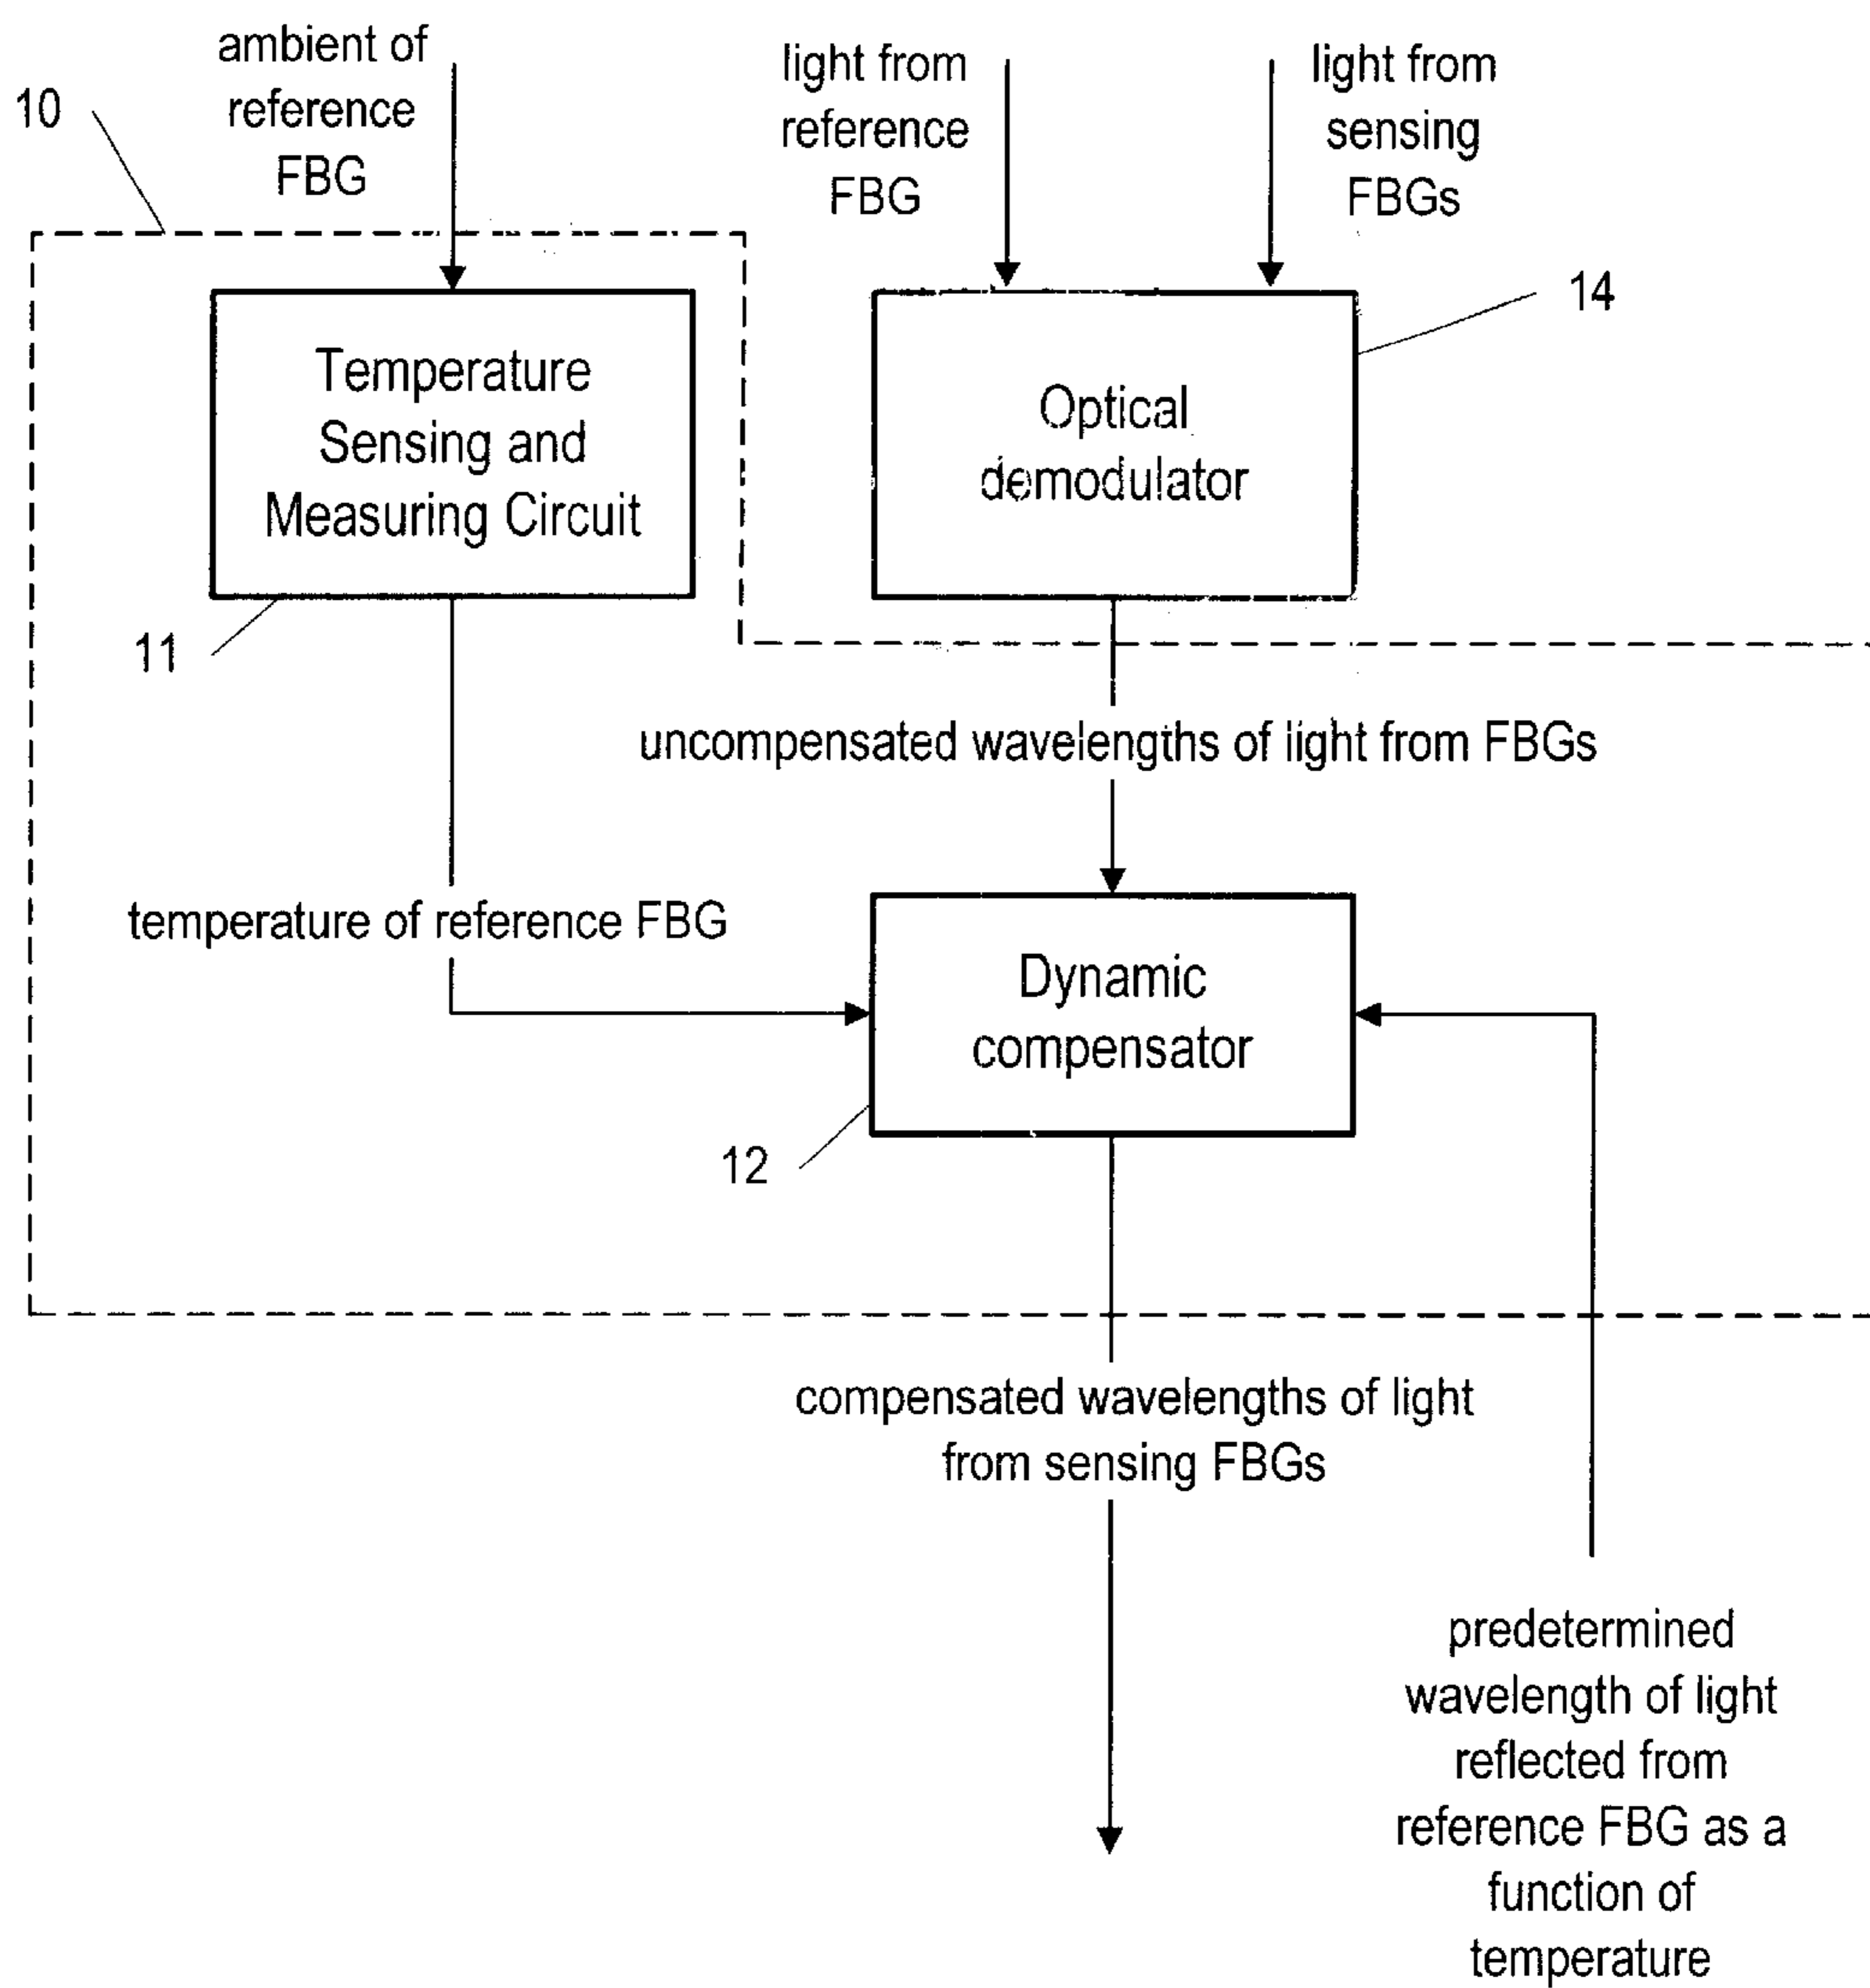 ambient of
reference
FBG
10
light from
reference
FBG
light from
sensing
FBGs
14
Temperature
Sensing and
Measuring Circuit
Optical
demodulator
11
uncompensated wavelengths of light from FBGs
temperature of reference FBG
Dynamic
compensator
12
compensated wavelengths of light
from sensing FBGs
predetermined
wavelength of light
reflected from
reference FBG as a
function of
temperature